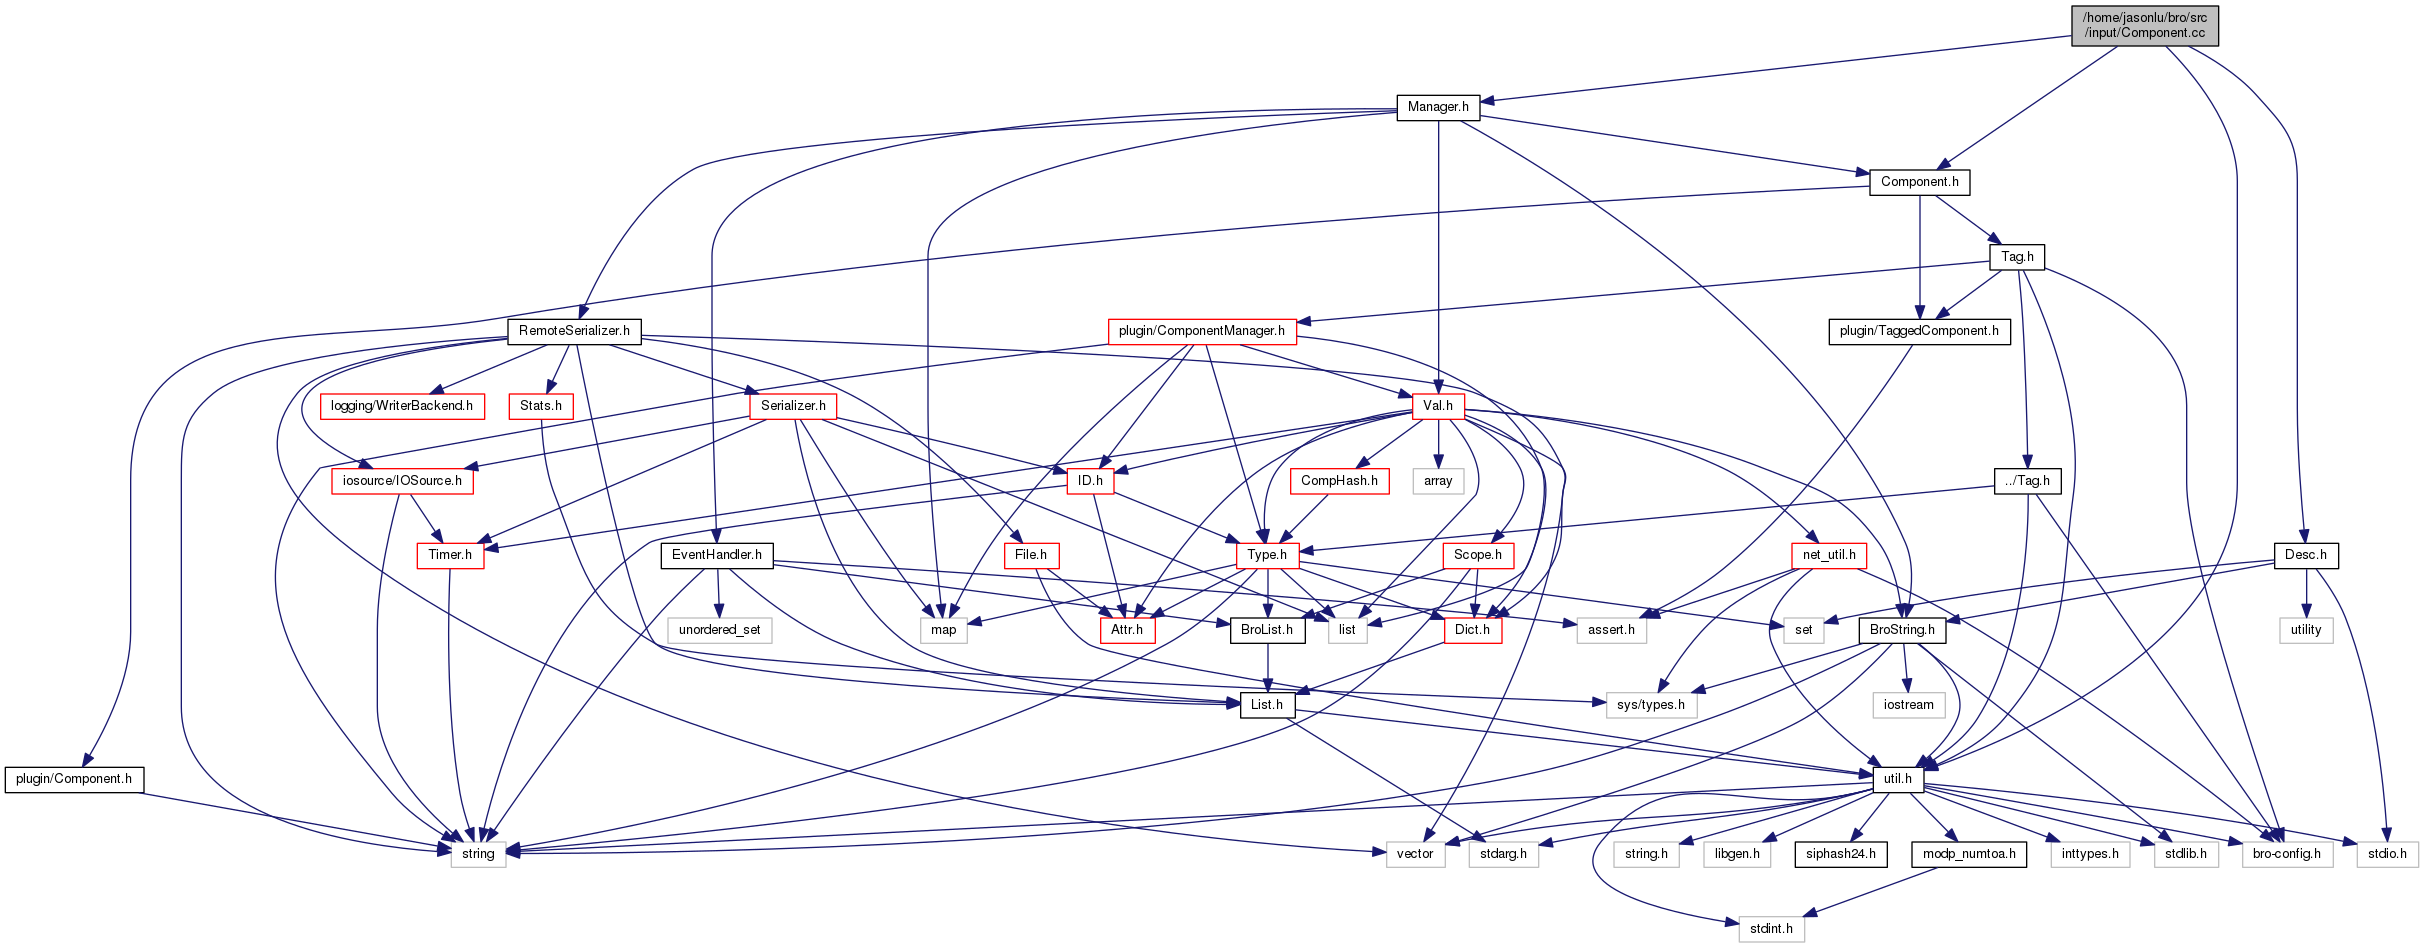 /home/jasonlu/bro/src
/input/Component.cc
Manager.h
Component.h
Tag.h
RemoteSerializer.h
plugin/ComponentManager.h
plugin/TaggedComponent.h
logging/WriterBackend.h
Stats.h
Serializer.h
Val.h
iosource/IOSource.h
ID.h
CompHash.h
array
../Tag.h
Timer.h
EventHandler.h
File.h
Type.h
Scope.h
net_util.h
Desc.h
unordered_set
map
Attr.h
BroList.h
list
Dict.h
assert.h
set
BroString.h
utility
List.h
sys/types.h
iostream
plugin/Component.h
util.h
string
vector
stdarg.h
string.h
libgen.h
siphash24.h
modp_numtoa.h
inttypes.h
stdlib.h
bro-config.h
stdio.h
stdint.h